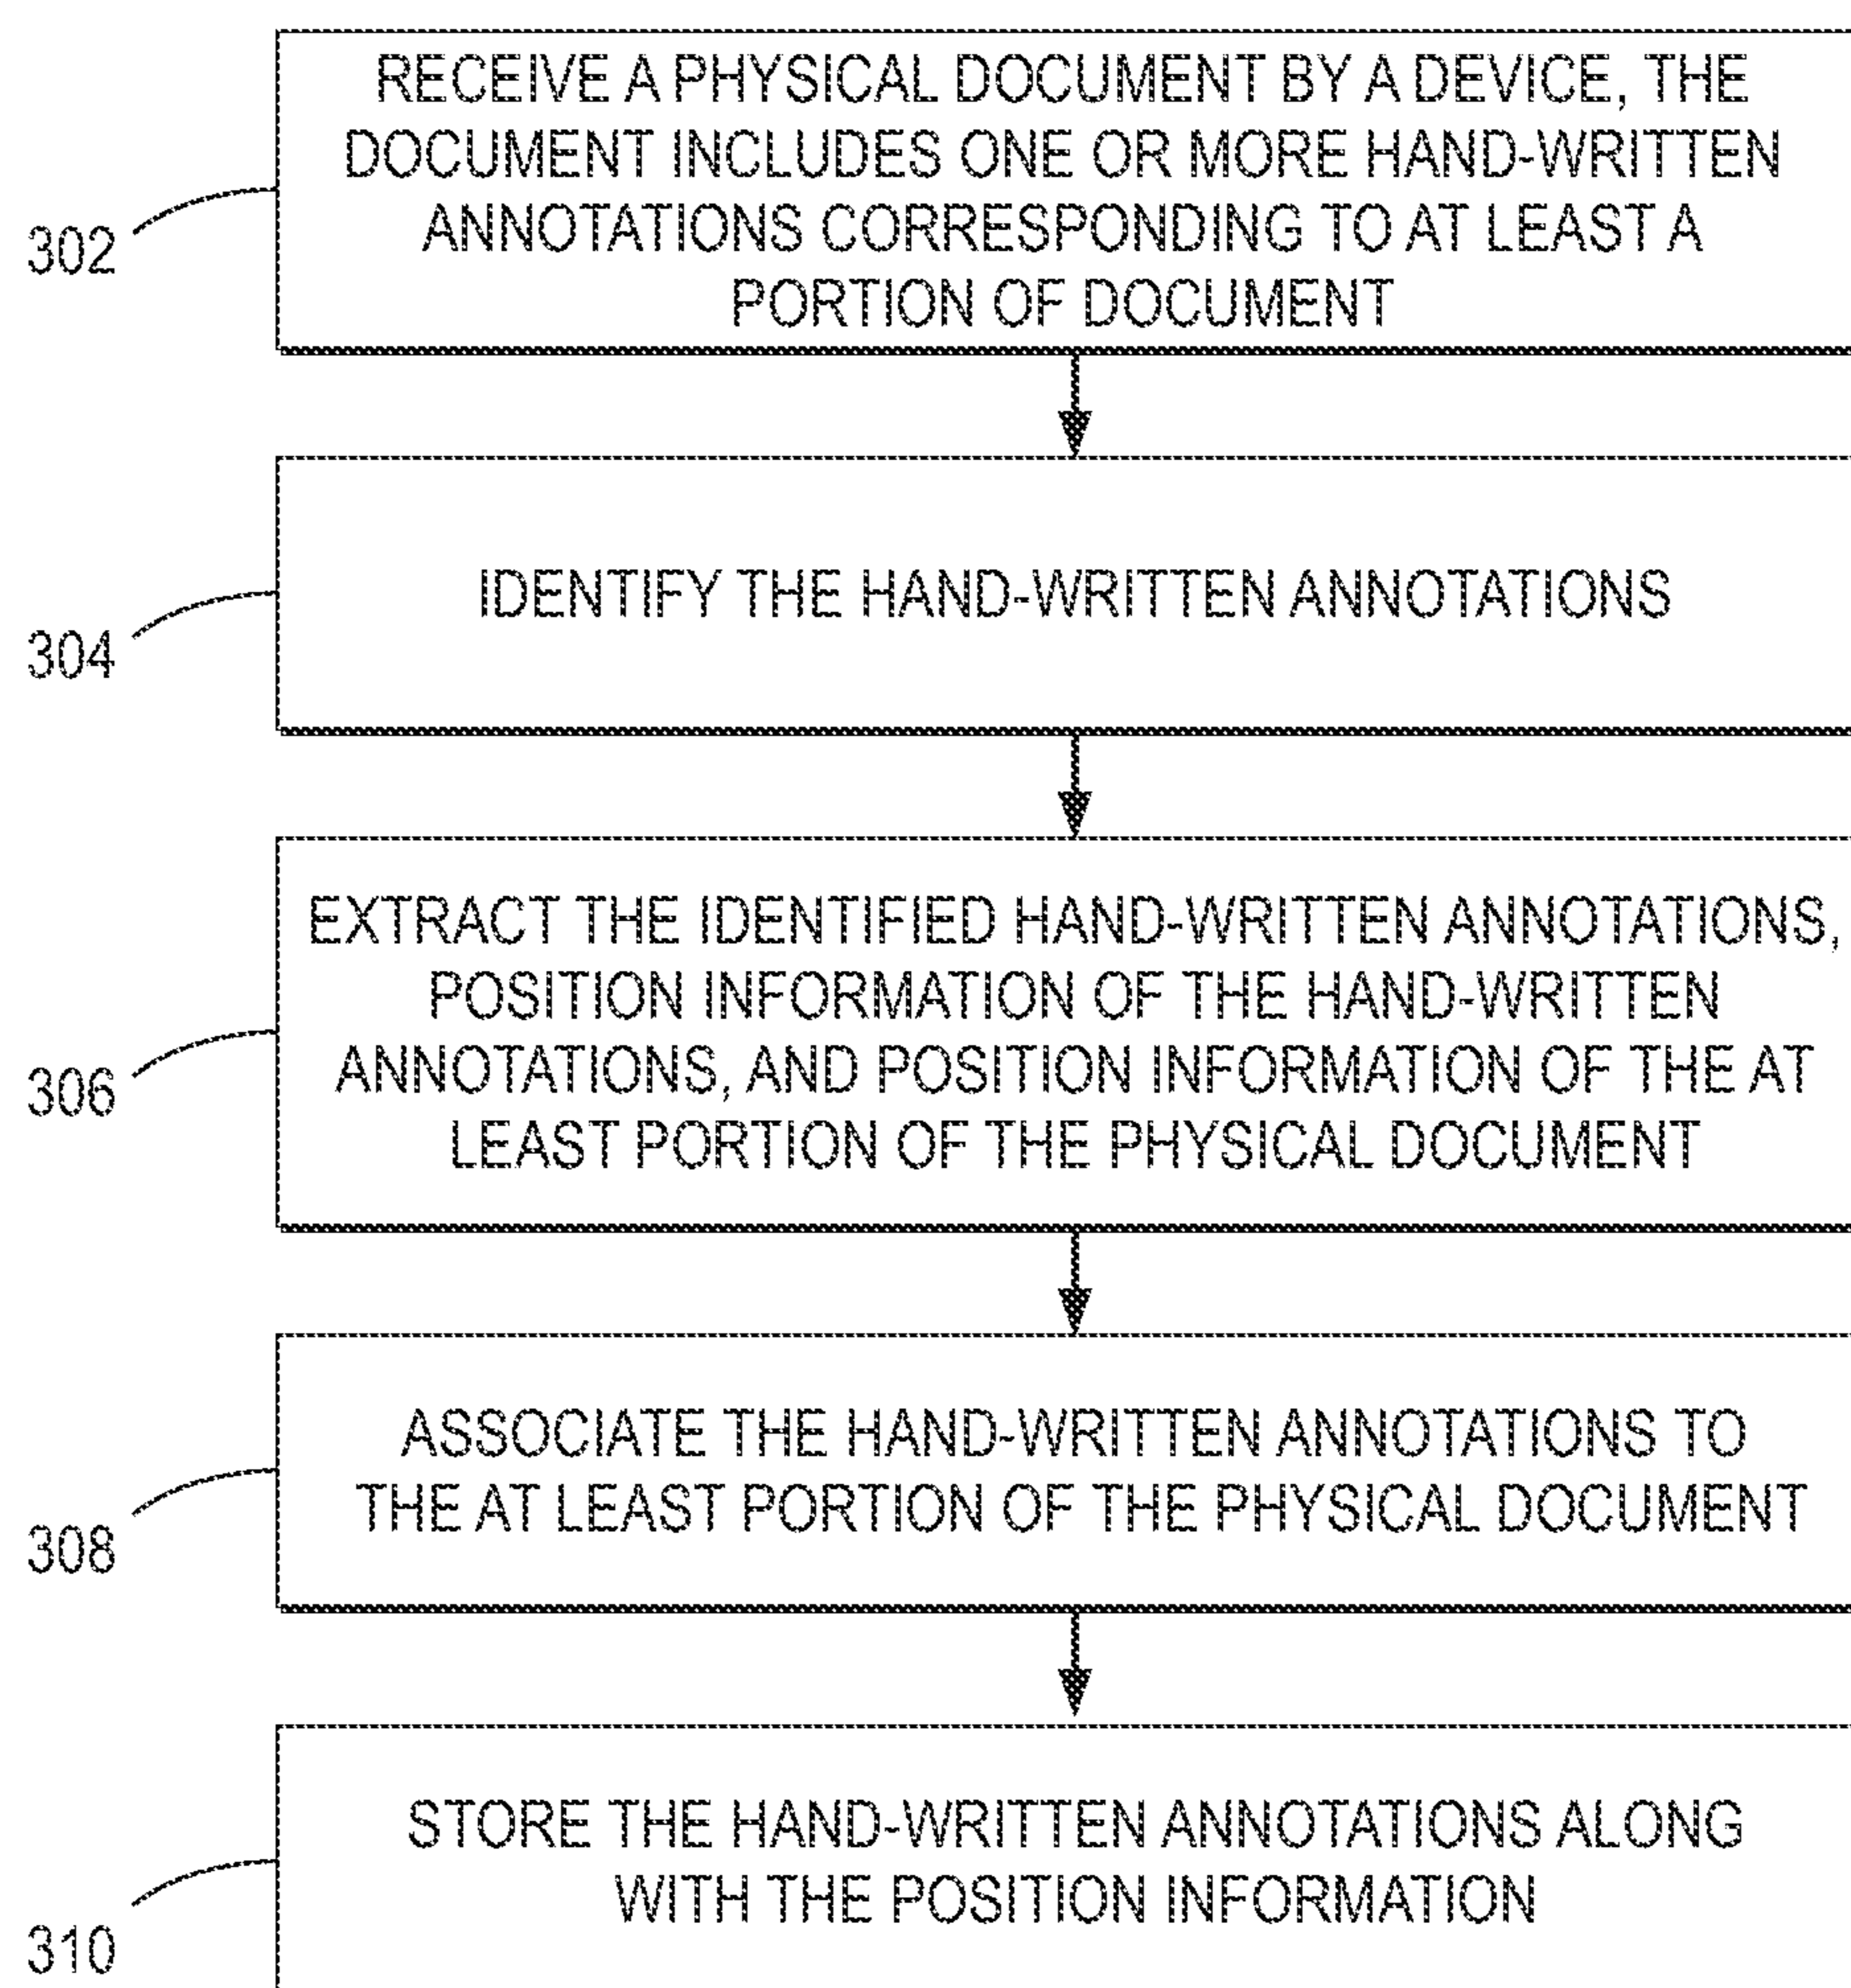 RECEIVE A PHYSICAL DOCUMENT BY A DEVICE, THE
DOCUMENT INCLUDES ONE OR MORE HAND-WRITTEN
ANNOTATIONS CORRESPONDING TO AT LEAST A
PORTION OF DOCUMENT
302
IDENTIFY THE HAND-WRITTEN ANNOTATIONS
304
EXTRACT THE IDENTIFIED HAND-WRITTEN ANNOTATIONS,
POSITION INFORMATION OF THE HAND-WRITTEN
ANNOTATIONS, AND POSITION INFORMATION OF THE AT
LEAST PORTION OF THE PHYSICAL DOCUMENT
306
ASSOCIATE THE HAND-WRITTEN ANNOTATIONS TO
THE AT LEAST PORTION OF THE PHYSICAL DOCUMENT
308
STORE THE HAND-WRITTEN ANNOTATIONS ALONG
WITH THE POSITION INFORMATION
310